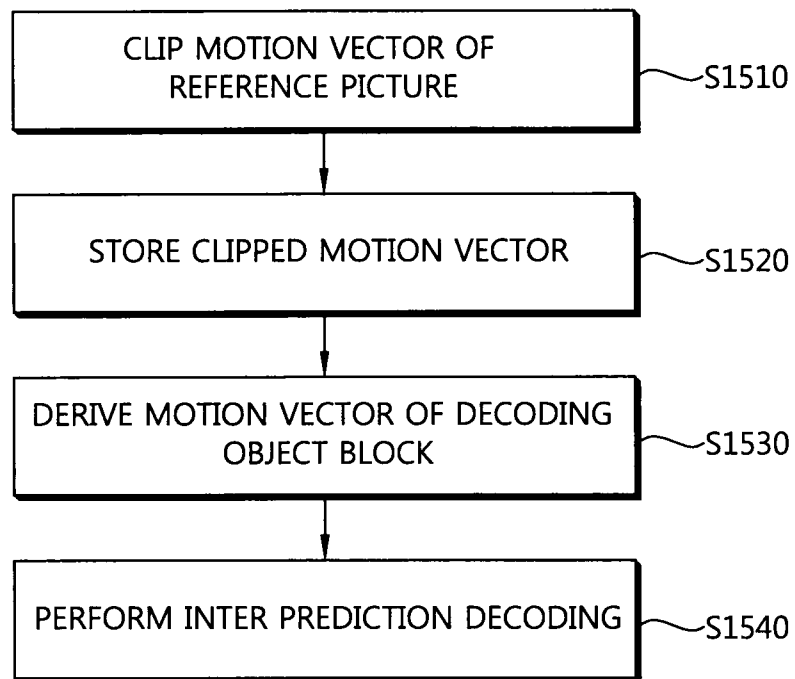 CLIP MOTION VECTOR OF
REFERENCE PICTURE
S1510
STORE CLIPPED MOTION VECTOR
S1520
DERIVE MOTION VECTOR OF DECODING
OBJECT BLOCK
S1530
PERFORM INTER PREDICTION DECODING
S1540